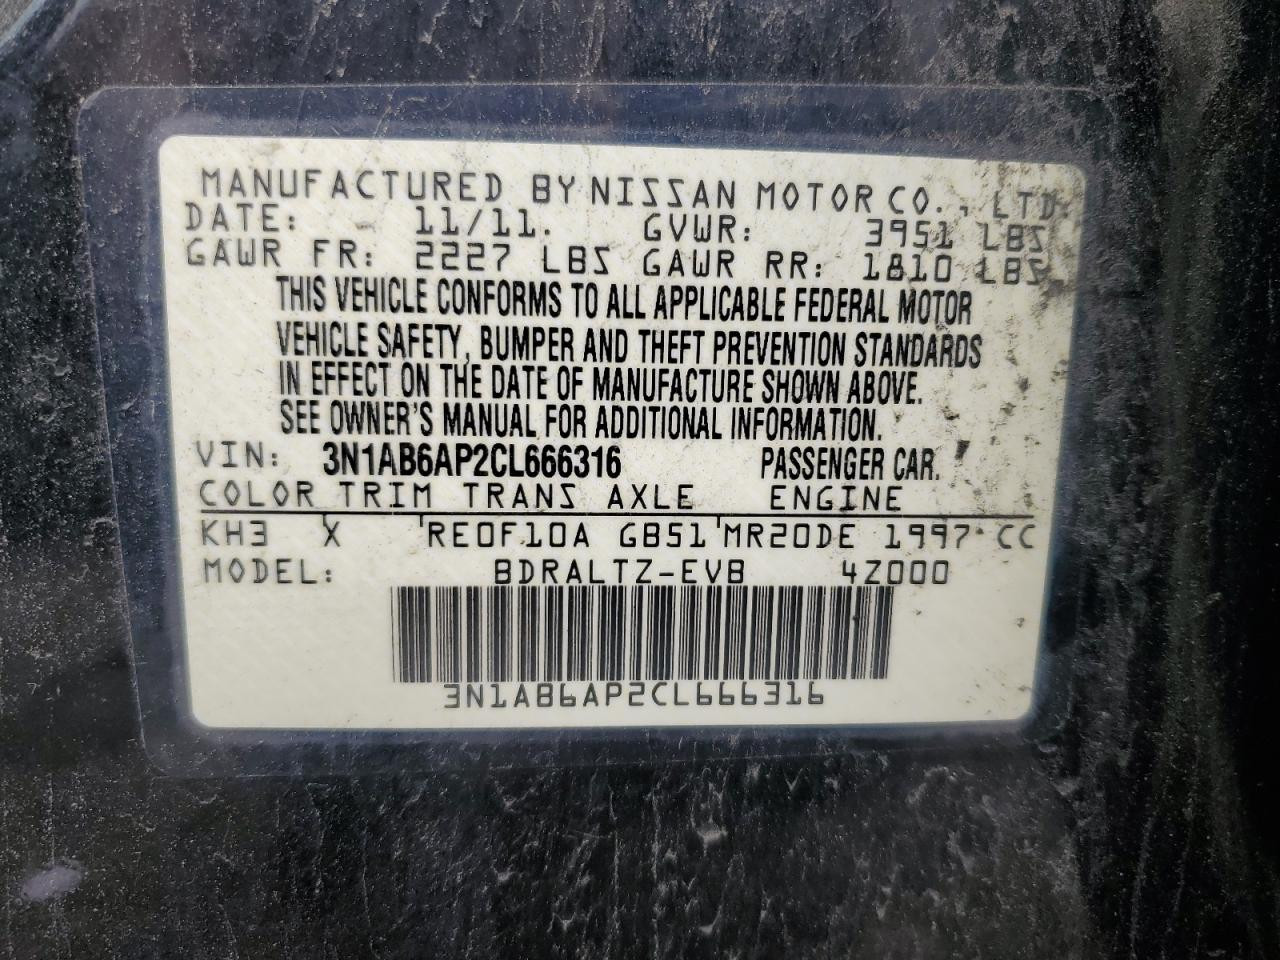 MANUFACTURED BY NISSAN MOTOR CO., LTD.
DATE: 11/11. GVWR: 3951 LBS
GAWR FR: 2227 LBS GAWR RR: 1810 LBS
THIS VEHICLE CONFORMS TO ALL APPLICABLE FEDERAL MOTOR
VEHICLE SAFETY, BUMPER AND THEFT PREVENTION STANDARDS
IN EFFECT ON THE DATE OF MANUFACTURE SHOWN ABOVE.
SEE OWNER'S MANUAL FOR ADDITIONAL INFORMATION.
VIN: 3N1AB6AP2CL666316 PASSENGER CAR.
COLOR TRIM TRANS AXLE ENGINE
KH3 X RE0F10A GB51 MR20DE 1997 CC
MODEL: BDRALTZ-EVB 4Z000
3N1AB6AP2CL666316